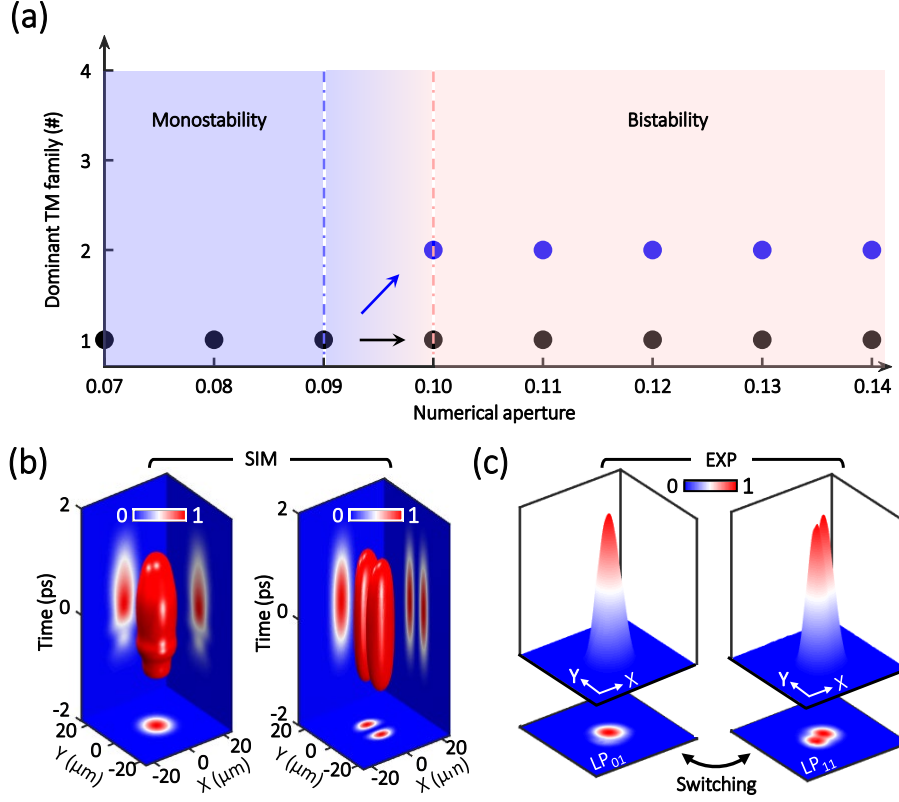 (a)
Dominant TM family (#)
4
3
2
1
Monostability
Bistability
0.07 0.08 0.09 0.10 0.11 0.12 0.13 0.14
Numerical aperture
(b)
SIM
Time (ps)
2
0
-2
0 1
20
0
-20
Y (μm)
-20
0
20
X (μm)
Time (ps)
2
0
-2
0 1
20
0
-20
Y (μm)
-20
0
20
X (μm)
(c)
EXP
0 1
Y X
Y X
LP01
LP11
Switching